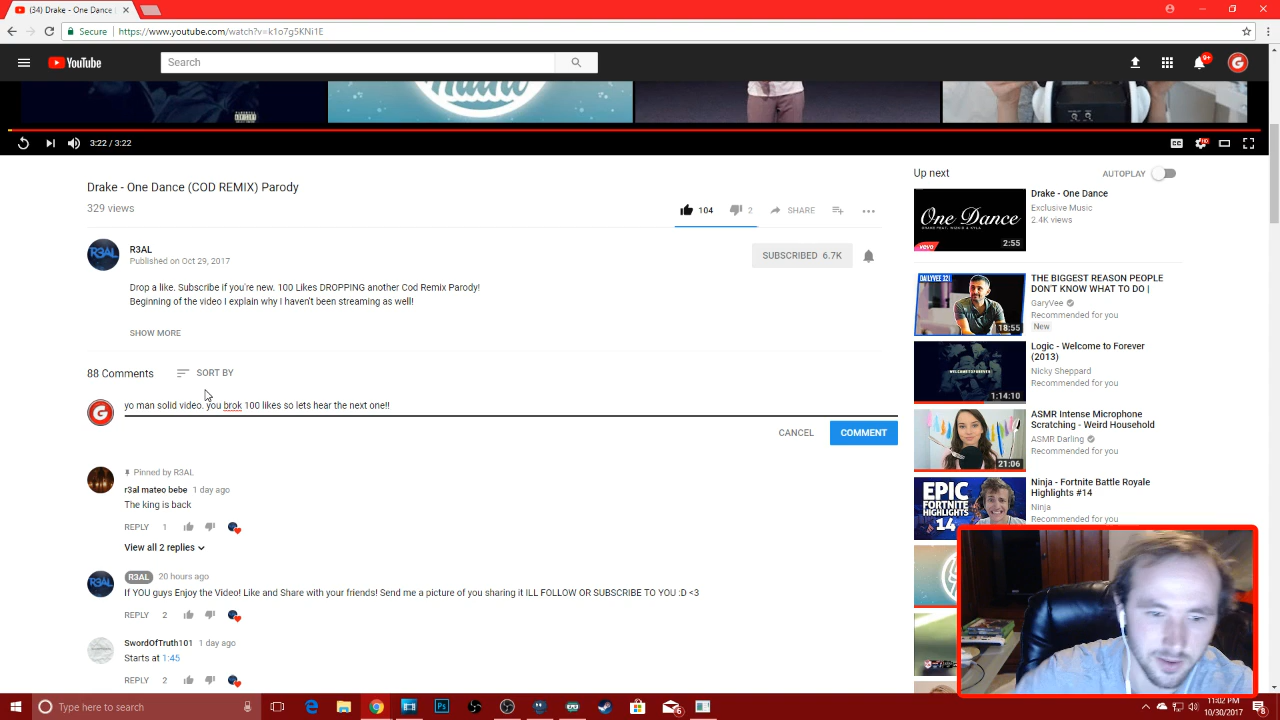 (34) Drake - One Dance
Secure
https://www.youtube.com/watch?v=k1o7g5KNi1E
YouTube
Search
9+
G
3:22 / 3:22
CC
HD
Drake - One Dance (COD REMIX) Parody
329 views
104
2
SHARE
R3AL
R3AL
Published on Oct 29, 2017
SUBSCRIBED 6.7K
Drop a like. Subscribe if you're new. 100 Likes DROPPING another Cod Remix Parody!
Beginning of the video I explain why I haven't been streaming as well!
SHOW MORE
88 Comments
SORT BY
G
yo man solid video. you brok 100 likes so lets hear the next one!!
CANCEL
COMMENT
Pinned by R3AL
r3al mateo bebe 1 day ago
The king is back
REPLY 1
View all 2 replies
R3AL
R3AL 20 hours ago
If YOU guys Enjoy the Video! Like and Share with your friends! Send me a picture of you sharing it ILL FOLLOW OR SUBSCRIBE TO YOU :D <3
REPLY 2
SwordOfTruth101 1 day ago
Starts at 1:45
REPLY 2
Up next
AUTOPLAY
One Dance
vevo
2:55
Drake - One Dance
Exclusive Music
2.4K views
DAILYVEE 321
18:55
THE BIGGEST REASON PEOPLE
DON'T KNOW WHAT TO DO |
GaryVee
Recommended for you
New
1:14:10
Logic - Welcome to Forever
(2013)
Nicky Sheppard
Recommended for you
21:06
ASMR Intense Microphone
Scratching - Weird Household
ASMR Darling
Recommended for you
EPIC
FORTNITE
HIGHLIGHTS
14
Ninja - Fortnite Battle Royale
Highlights #14
Ninja
Recommended for you
Type here to search
Ps
6
11:02 PM
10/30/2017
8